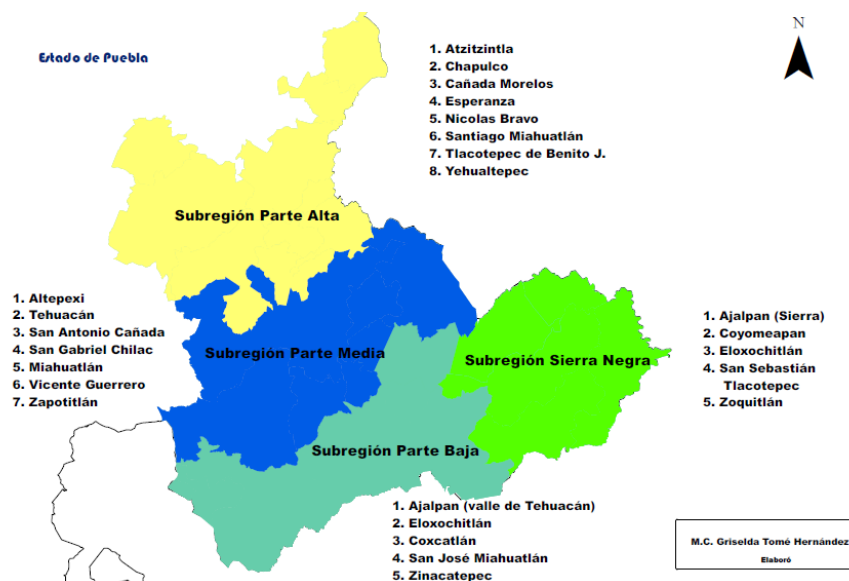 Estado de Puebla
N
1. Atzitzintla
2. Chapulco
3. Cañada Morelos
4. Esperanza
5. Nicolas Bravo
6. Santiago Miahuatlán
7. Tlacotepec de Benito J.
8. Yehualtepec
Subregión Parte Alta
1. Altepexi
2. Tehuacán
3. San Antonio Cañada
4. San Gabriel Chilac
5. Miahuatlán
6. Vicente Guerrero
7. Zapotitlán
Subregión Parte Media
Subregión Sierra Negra
1. Ajalpan (Sierra)
2. Coyomeapan
3. Eloxochitlán
4. San Sebastián
Tlacotepec
5. Zoquitlán
Subregión Parte Baja
1. Ajalpan (valle de Tehuacán)
2. Eloxochitlán
3. Coxcatlán
4. San José Miahuatlán
5. Zinacatepec
M.C. Griselda Tomé Hernández
Elaboró